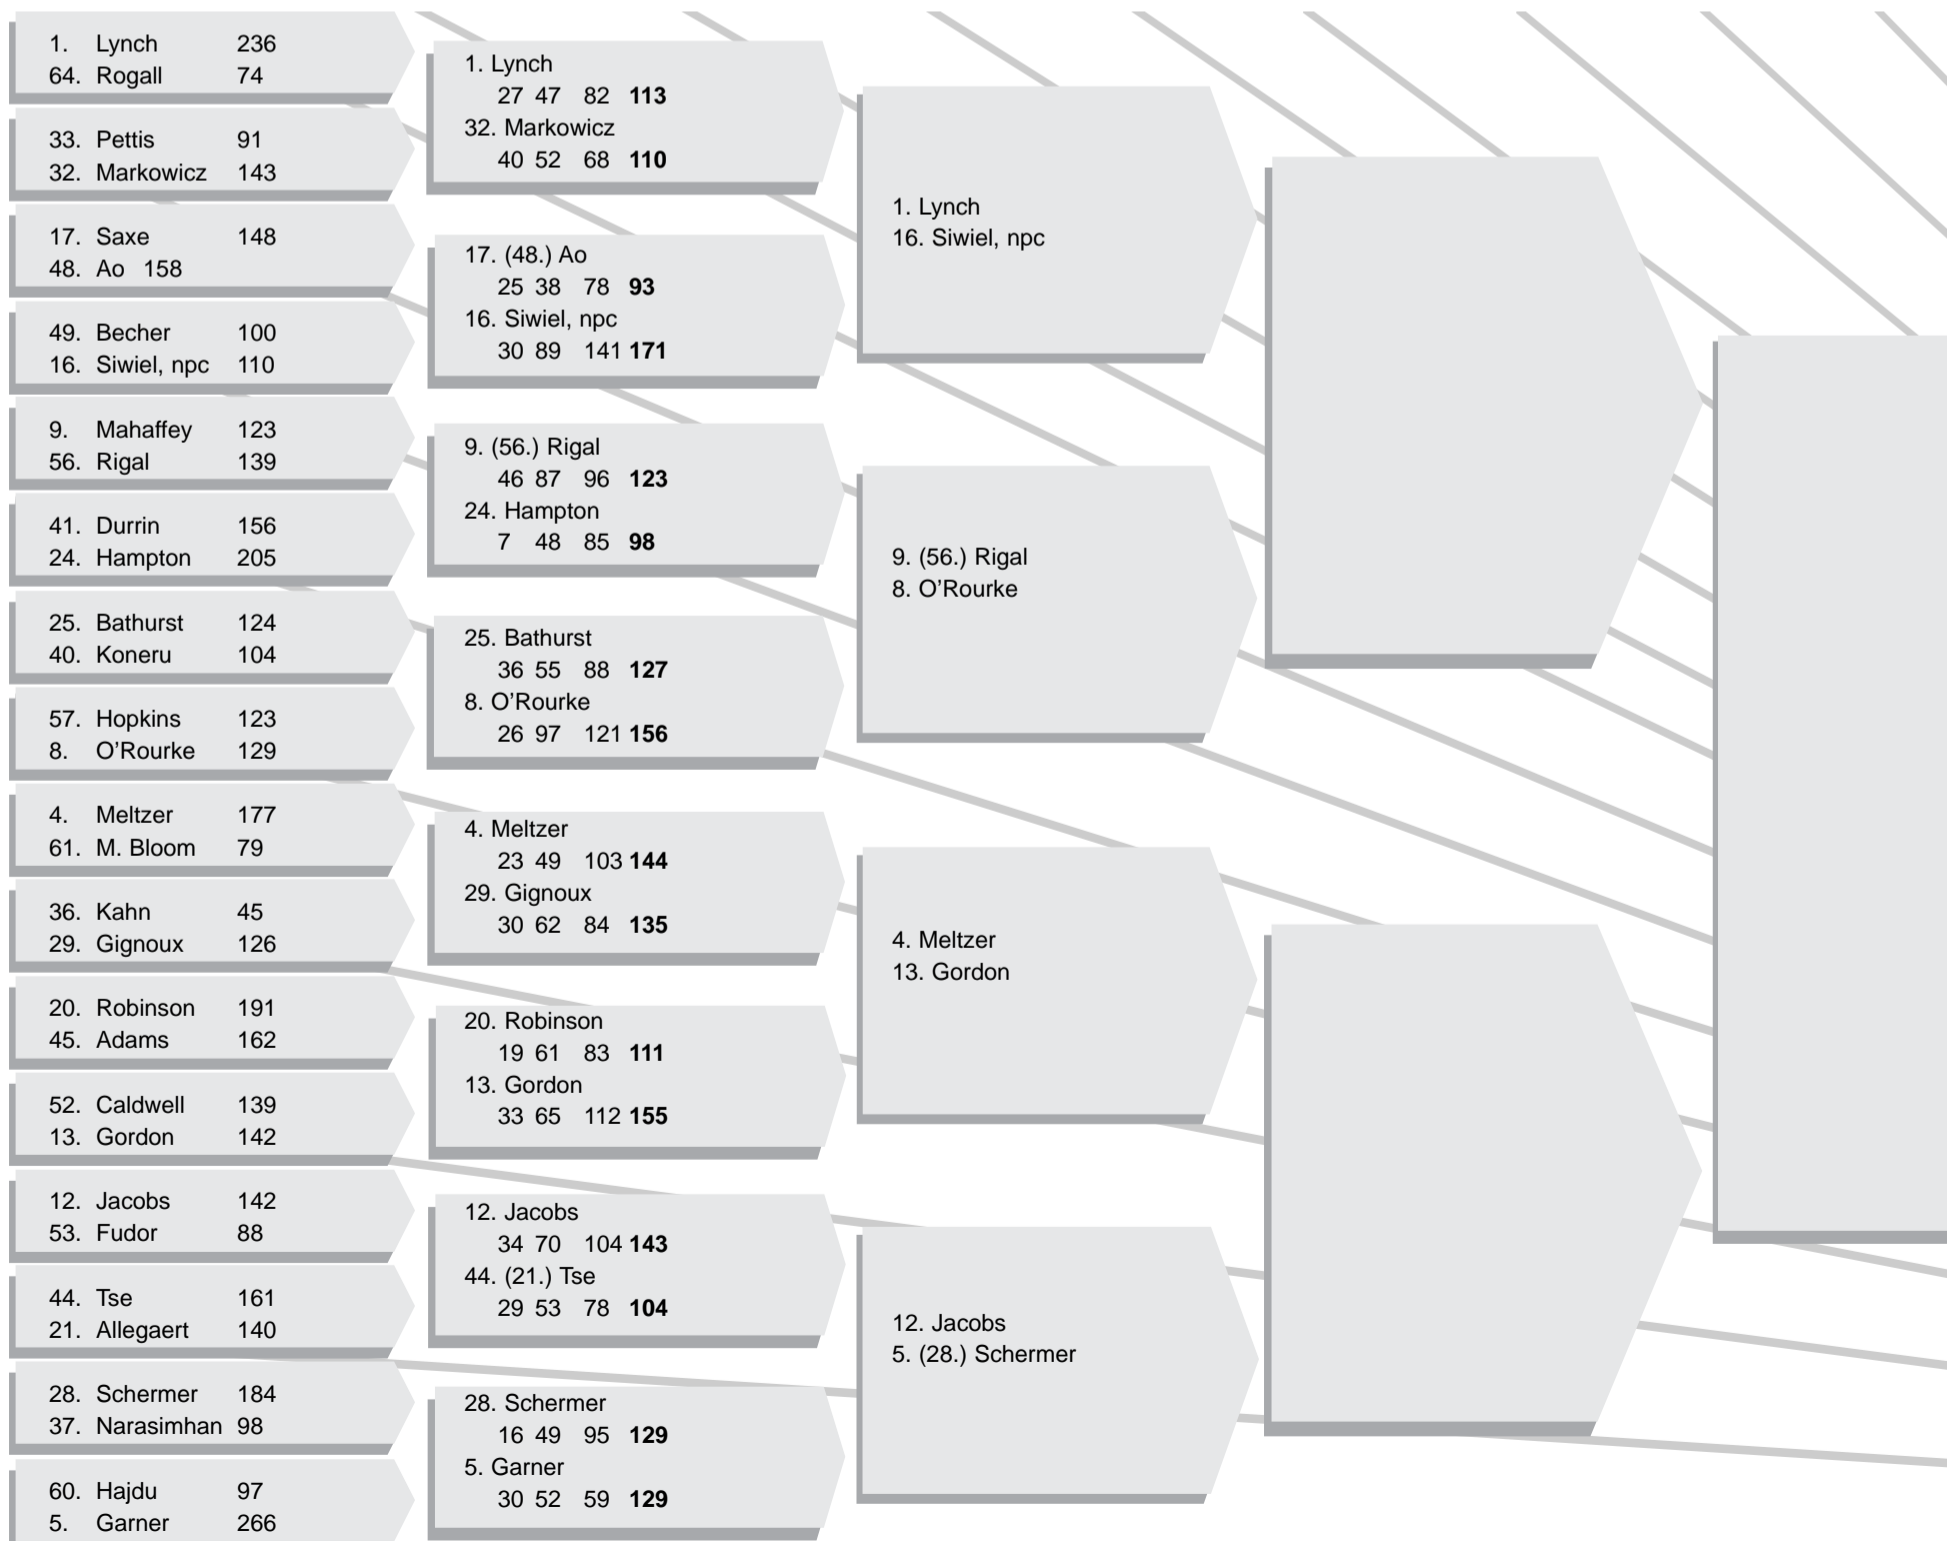 1. Lynch 236
64. Rogall 74
33. Pettis 91
32. Markowicz 143
17. Saxe 148
48. Ao 158
49. Becher 100
16. Siwiel, npc 110
9. Mahaffey 123
56. Rigal 139
41. Durrin 156
24. Hampton 205
25. Bathurst 124
40. Koneru 104
57. Hopkins 123
8. O’Rourke 129
4. Meltzer 177
61. M. Bloom 79
36. Kahn 45
29. Gignoux 126
20. Robinson 191
45. Adams 162
52. Caldwell 139
13. Gordon 142
12. Jacobs 142
53. Fudor 88
44. Tse 161
21. Allegaert 140
28. Schermer 184
37. Narasimhan 98
60. Hajdu 97
5. Garner 266
1. Lynch
27 47 82 113
32. Markowicz
40 52 68 110
17. (48.) Ao
25 38 78 93
16. Siwiel, npc
30 89 141 171
9. (56.) Rigal
46 87 96 123
24. Hampton
7 48 85 98
25. Bathurst
36 55 88 127
8. O’Rourke
26 97 121 156
4. Meltzer
23 49 103 144
29. Gignoux
30 62 84 135
20. Robinson
19 61 83 111
13. Gordon
33 65 112 155
12. Jacobs
34 70 104 143
44. (21.) Tse
29 53 78 104
28. Schermer
16 49 95 129
5. Garner
30 52 59 129
1. Lynch
16. Siwiel, npc
9. (56.) Rigal
8. O’Rourke
4. Meltzer
13. Gordon
12. Jacobs
5. (28.) Schermer